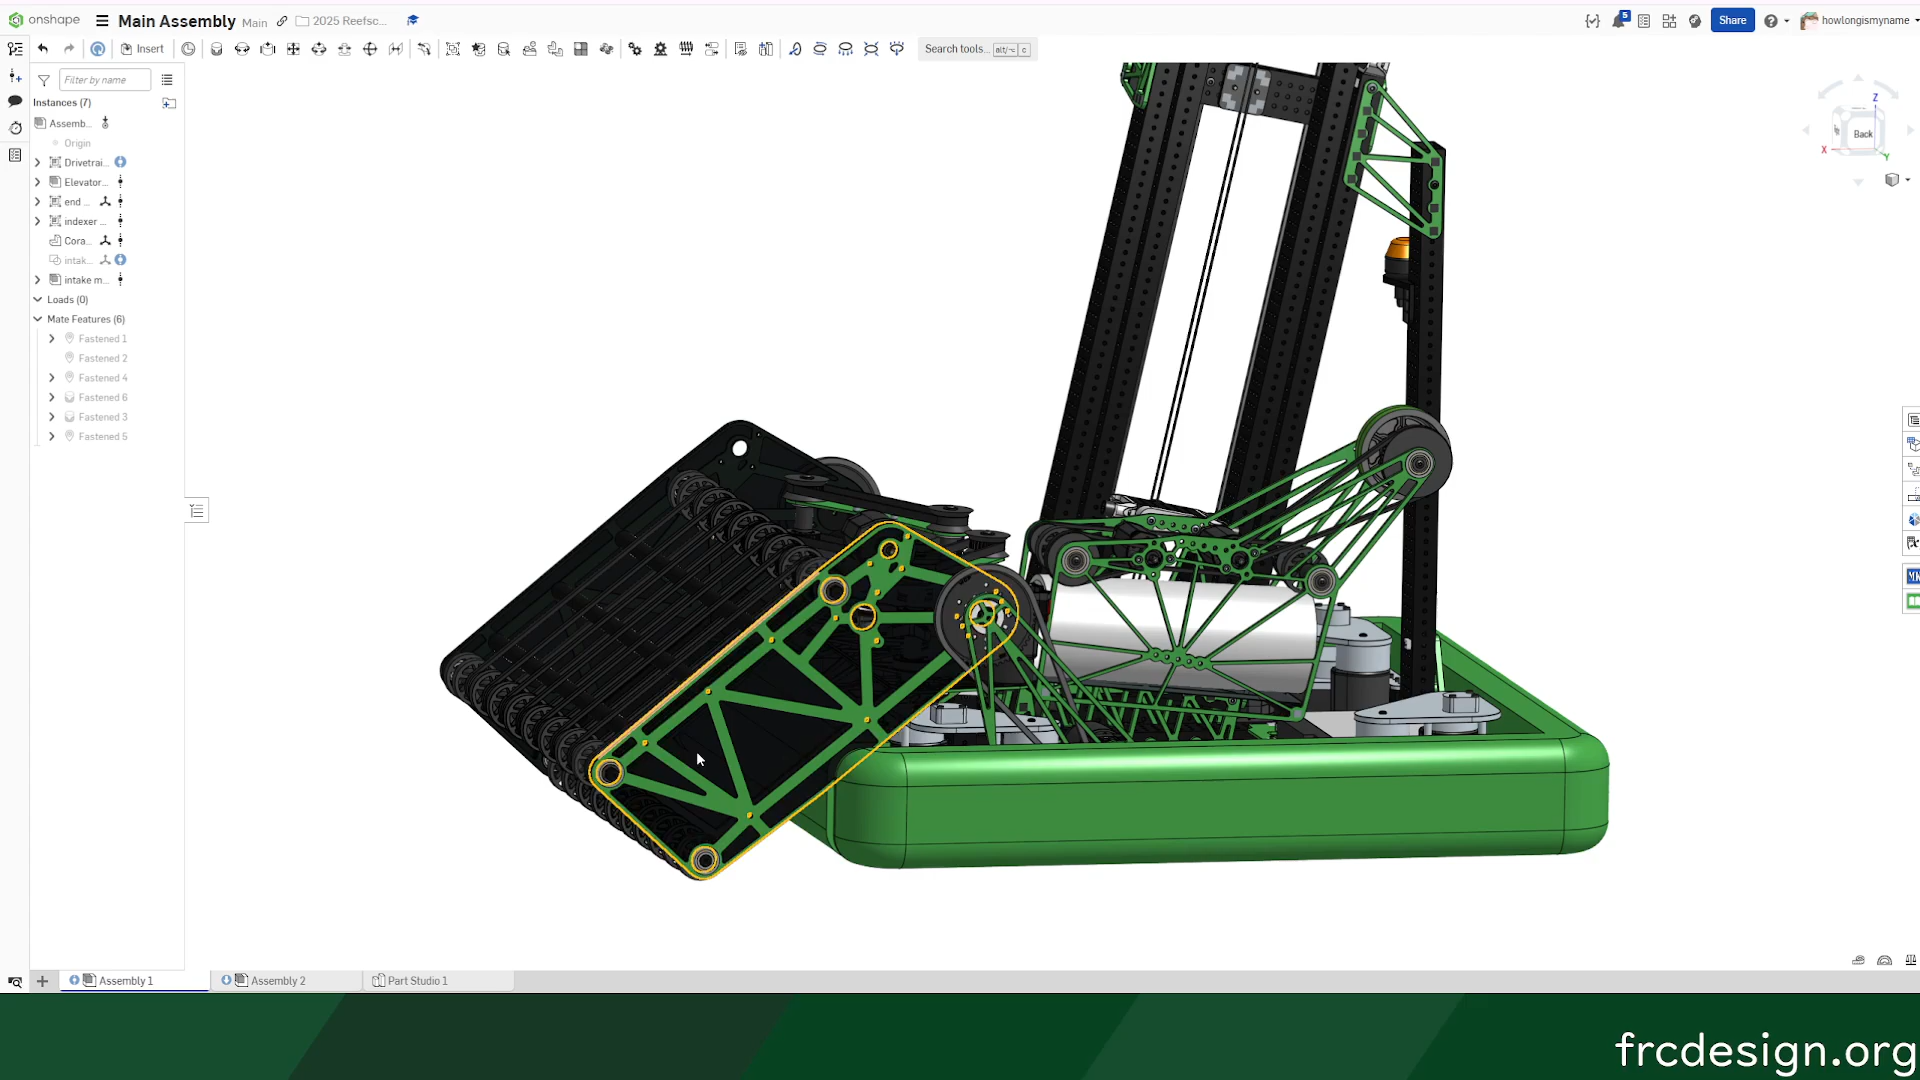 onshape
Main Assembly
Main
2025 Reefsc...
5
Share
howlongismyname
Insert
Search tools...
alt/⌥
c
Filter by name
Instances (7)
Assemb...
Origin
Drivetrai...
Elevator...
end ...
indexer ...
Cora...
intak...
intake m...
Loads (0)
Mate Features (6)
Fastened 1
Fastened 2
Fastened 4
Fastened 6
Fastened 3
Fastened 5
Z
Back
X
Y
Assembly 1
Assembly 2
Part Studio 1
frcdesign.org